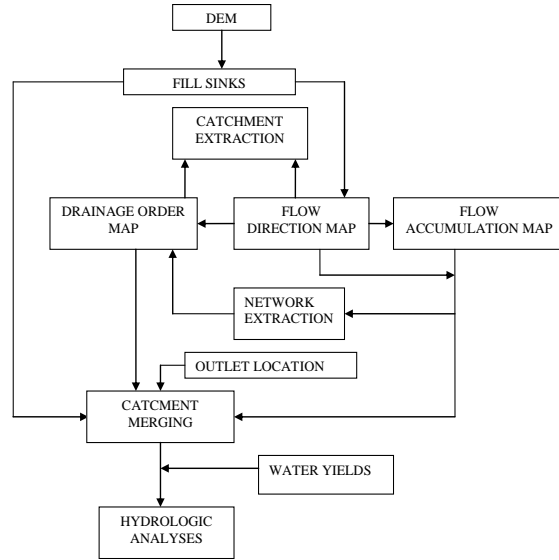 DEM
FILL SINKS
CATCHMENT
EXTRACTION
DRAINAGE ORDER
MAP
FLOW
DIRECTION MAP
FLOW
ACCUMULATION MAP
NETWORK
EXTRACTION
OUTLET LOCATION
CATCMENT
MERGING
WATER YIELDS
HYDROLOGIC
ANALYSES